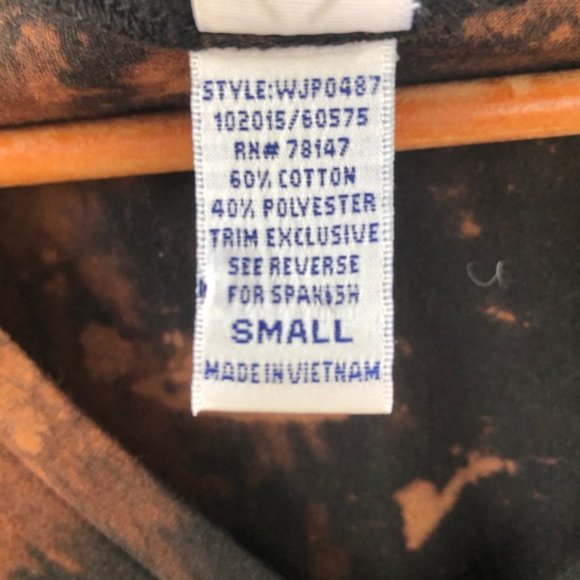 STYLE:WJP0487
102015/60575
RN# 78147
60% COTTON
40% POLYESTER
TRIM EXCLUSIVE
SEE REVERSE
FOR SPANISH
SMALL
MADE IN VIETNAM